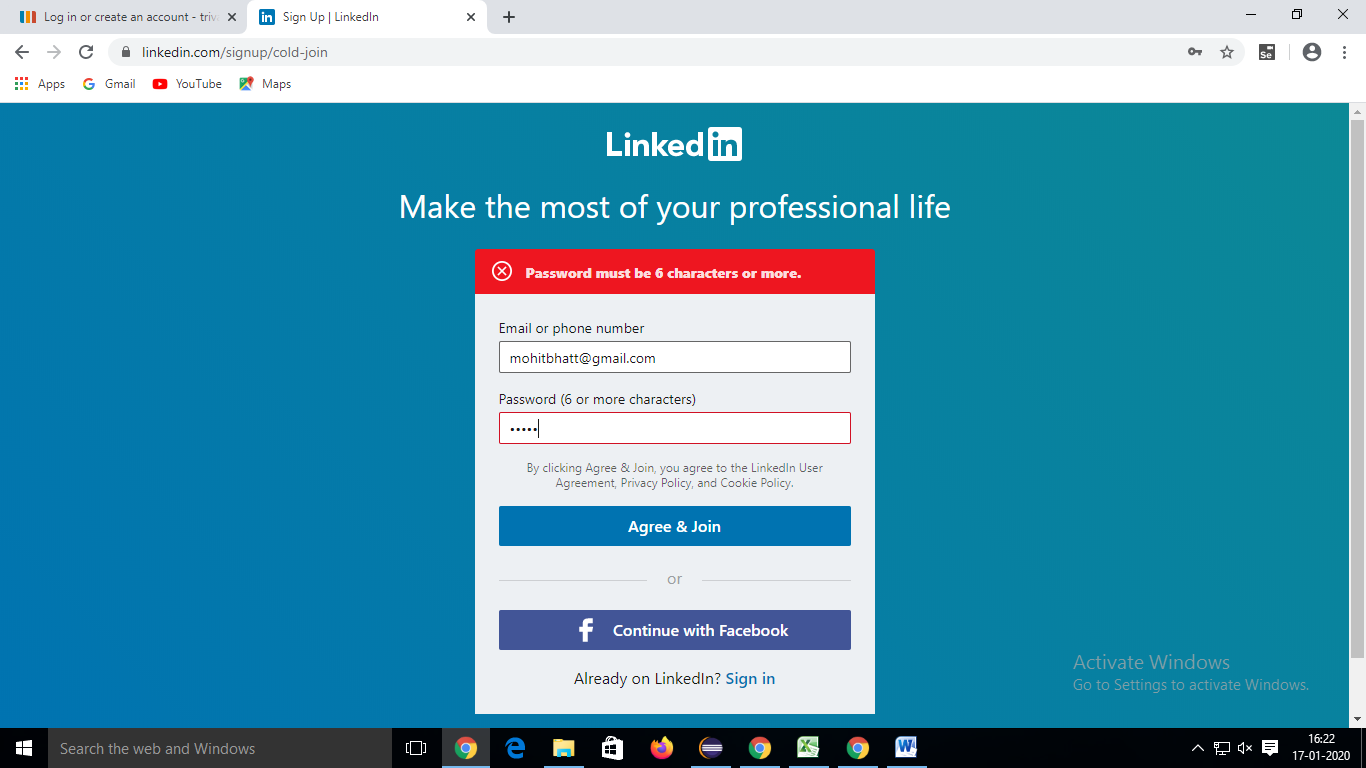 Log in or create an account - triv
Sign Up | LinkedIn
linkedin.com/signup/cold-join
Se
Apps
Gmail
YouTube
Maps
Linked in
Make the most of your professional life
Password must be 6 characters or more.
Email or phone number
mohitbhatt@gmail.com
Password (6 or more characters)
•••••
By clicking Agree & Join, you agree to the LinkedIn User
Agreement, Privacy Policy, and Cookie Policy.
Agree & Join
or
Continue with Facebook
Already on LinkedIn? Sign in
Activate Windows
Go to Settings to activate Windows.
Search the web and Windows
16:22
17-01-2020